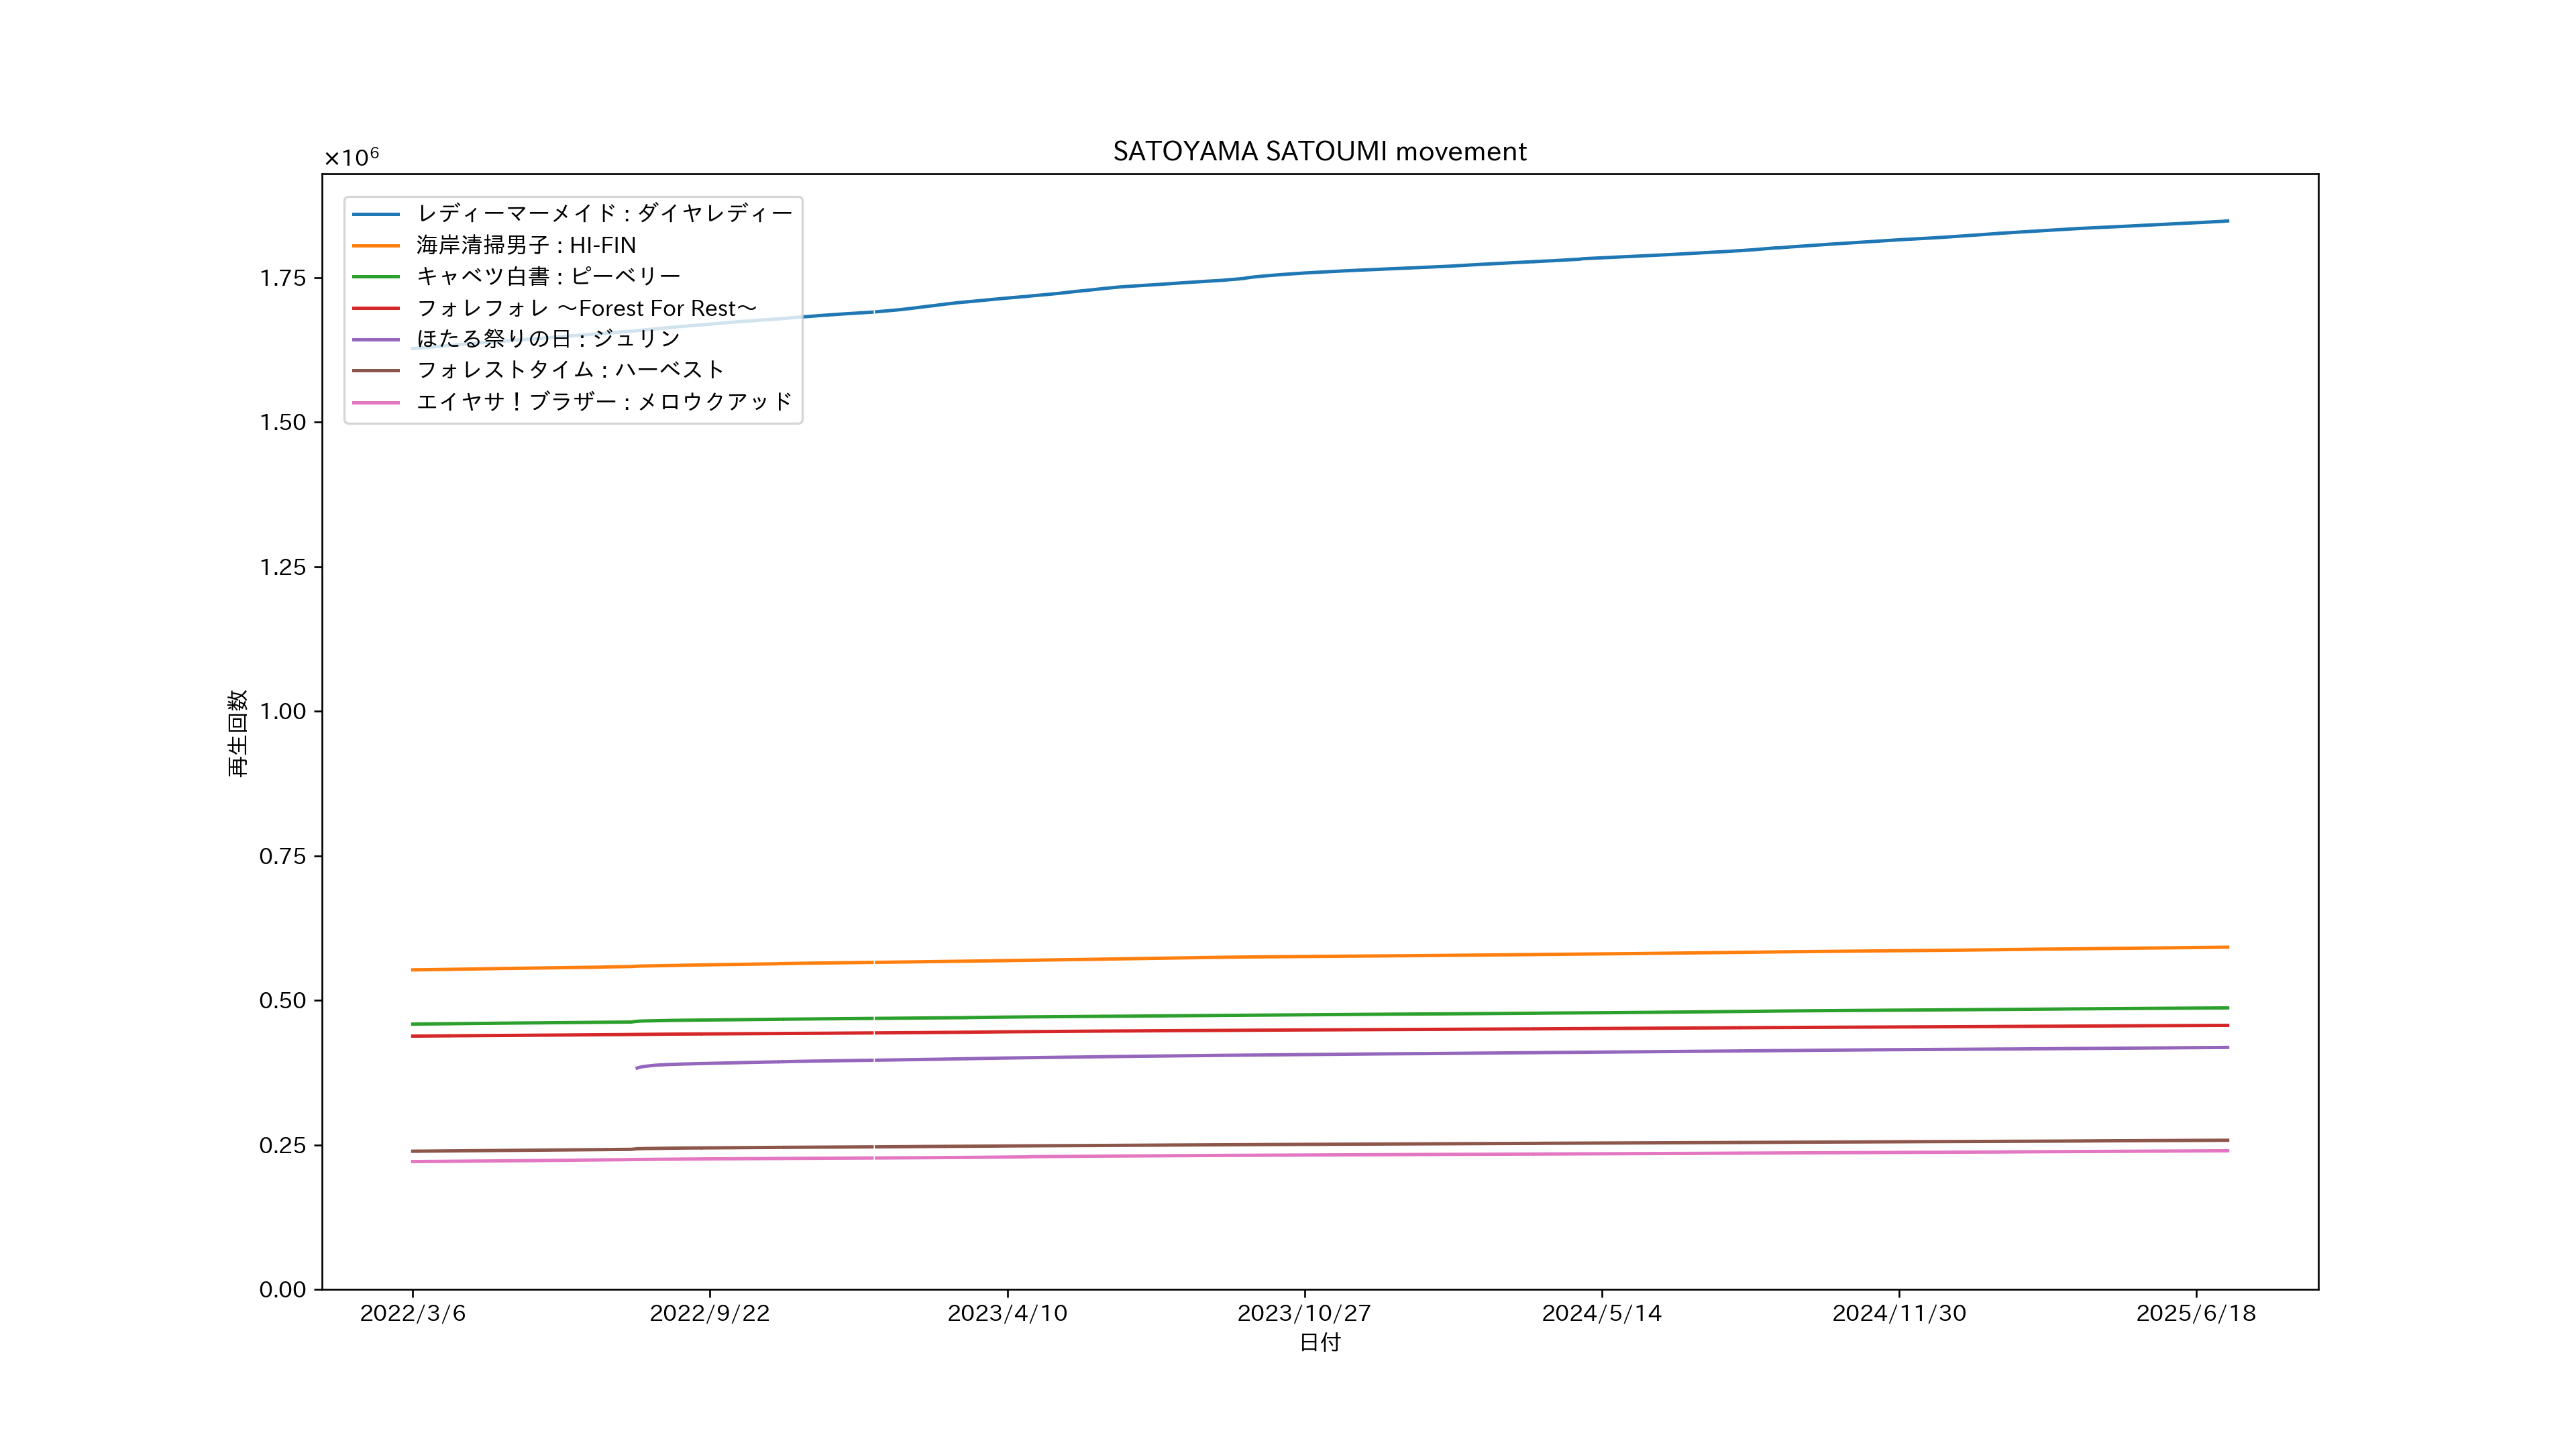 SATOYAMA SATOUMI movement
×10⁶
レディーマーメイド : ダイヤレディー
海岸清掃男子 : HI-FIN
キャベツ白書 : ピーベリー
フォレフォレ 〜Forest For Rest〜
ほたる祭りの日 : ジュリン
フォレストタイム : ハーベスト
エイヤサ！ブラザー : メロウクアッド
1.75
1.50
1.25
1.00
0.75
0.50
0.25
0.00
再生回数
2022/3/6 2022/9/22 2023/4/10 2023/10/27 2024/5/14 2024/11/30 2025/6/18
日付